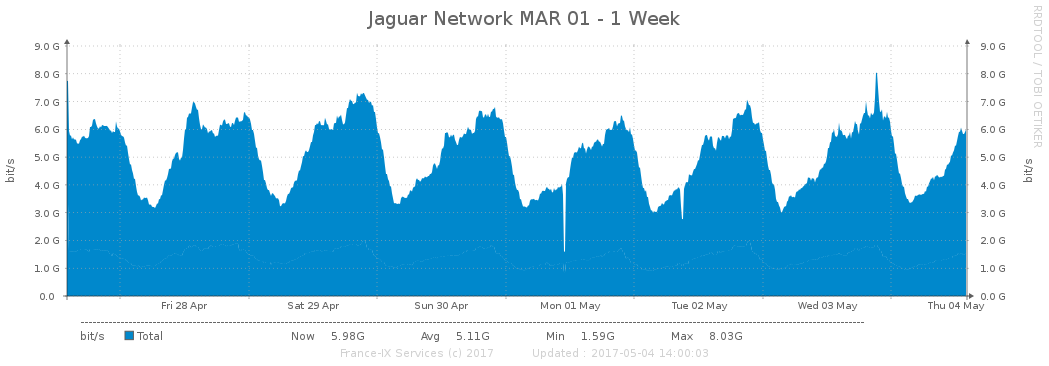 Jaguar Network MAR 01 - 1 Week
RRDTOOL / TOBI OETIKER
bit/s
9.0 G 9.0 G
8.0 G 8.0 G
7.0 G 7.0 G
6.0 G 6.0 G
5.0 G 5.0 G
4.0 G 4.0 G
3.0 G 3.0 G
2.0 G 2.0 G
1.0 G 1.0 G
0.0 0.0 G
bit/s
Fri 28 Apr Sat 29 Apr Sun 30 Apr Mon 01 May Tue 02 May Wed 03 May Thu 04 May
bit/s Total Now 5.98G Avg 5.11G Min 1.59G Max 8.03G
France-IX Services (c) 2017 Updated : 2017-05-04 14:00:03